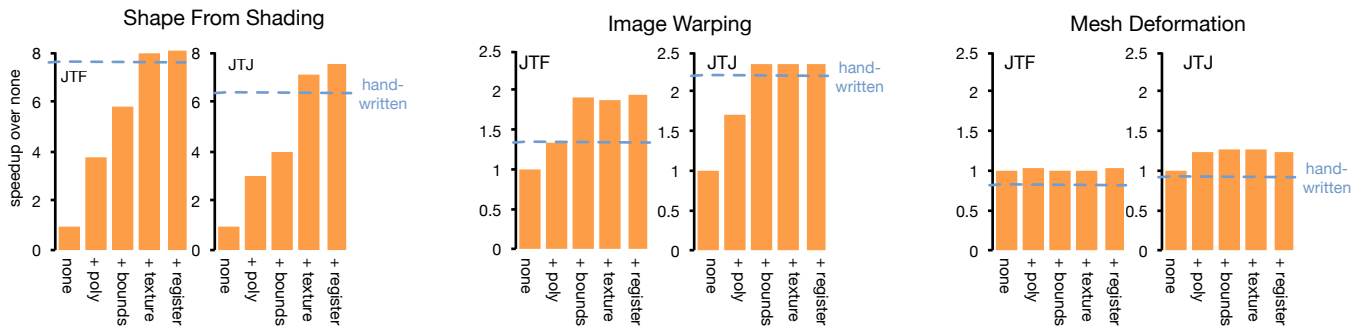 Shape From Shading
speedup over none
8
6
4
2
0
JTF
none
+ poly
+ bounds
+ texture
+ register
8
6
4
2
0
JTJ
hand-
written
none
+ poly
+ bounds
+ texture
+ register
Image Warping
2.5
2
1.5
1
0.5
0
JTF
none
+ poly
+ bounds
+ texture
+ register
2.5
2
1.5
1
0.5
0
JTJ
hand-
written
none
+ poly
+ bounds
+ texture
+ register
Mesh Deformation
2.5
2
1.5
1
0.5
0
JTF
none
+ poly
+ bounds
+ texture
+ register
2.5
2
1.5
1
0.5
0
JTJ
hand-
written
none
+ poly
+ bounds
+ texture
+ register